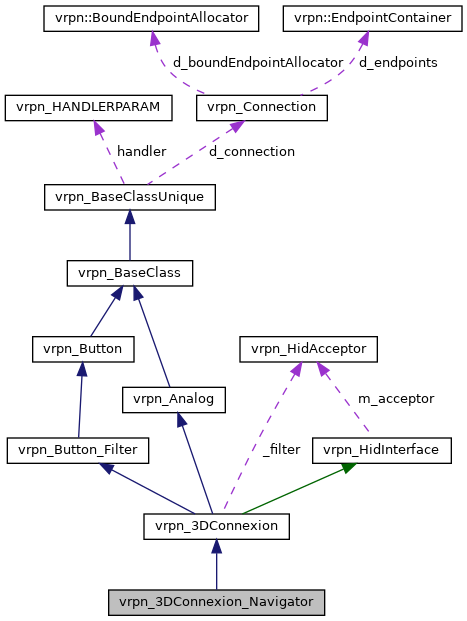 vrpn::BoundEndpointAllocator
vrpn::EndpointContainer
d_boundEndpointAllocator
d_endpoints
vrpn_HANDLERPARAM
vrpn_Connection
handler
d_connection
vrpn_BaseClassUnique
vrpn_BaseClass
vrpn_Button
vrpn_HidAcceptor
vrpn_Analog
m_acceptor
vrpn_Button_Filter
_filter
vrpn_HidInterface
vrpn_3DConnexion
vrpn_3DConnexion_Navigator